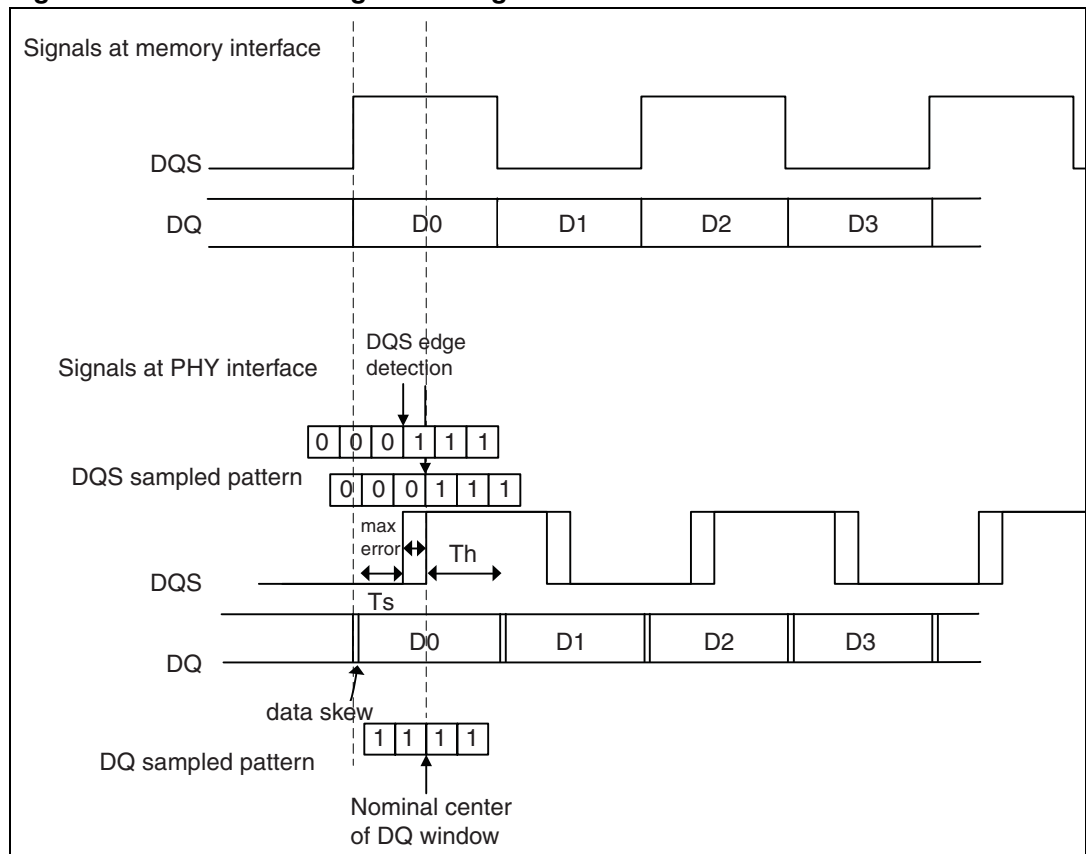 Signals at memory interface
DQS
DQ D0 D1 D2 D3
DQS edge
detection
Signals at PHY interface
0 0 0 1 1 1
DQS sampled pattern
0 0 0 1 1 1
max
error
Th
DQS
Ts
DQ D0 D1 D2 D3
data skew
1 1 1 1
DQ sampled pattern
Nominal center
of DQ window